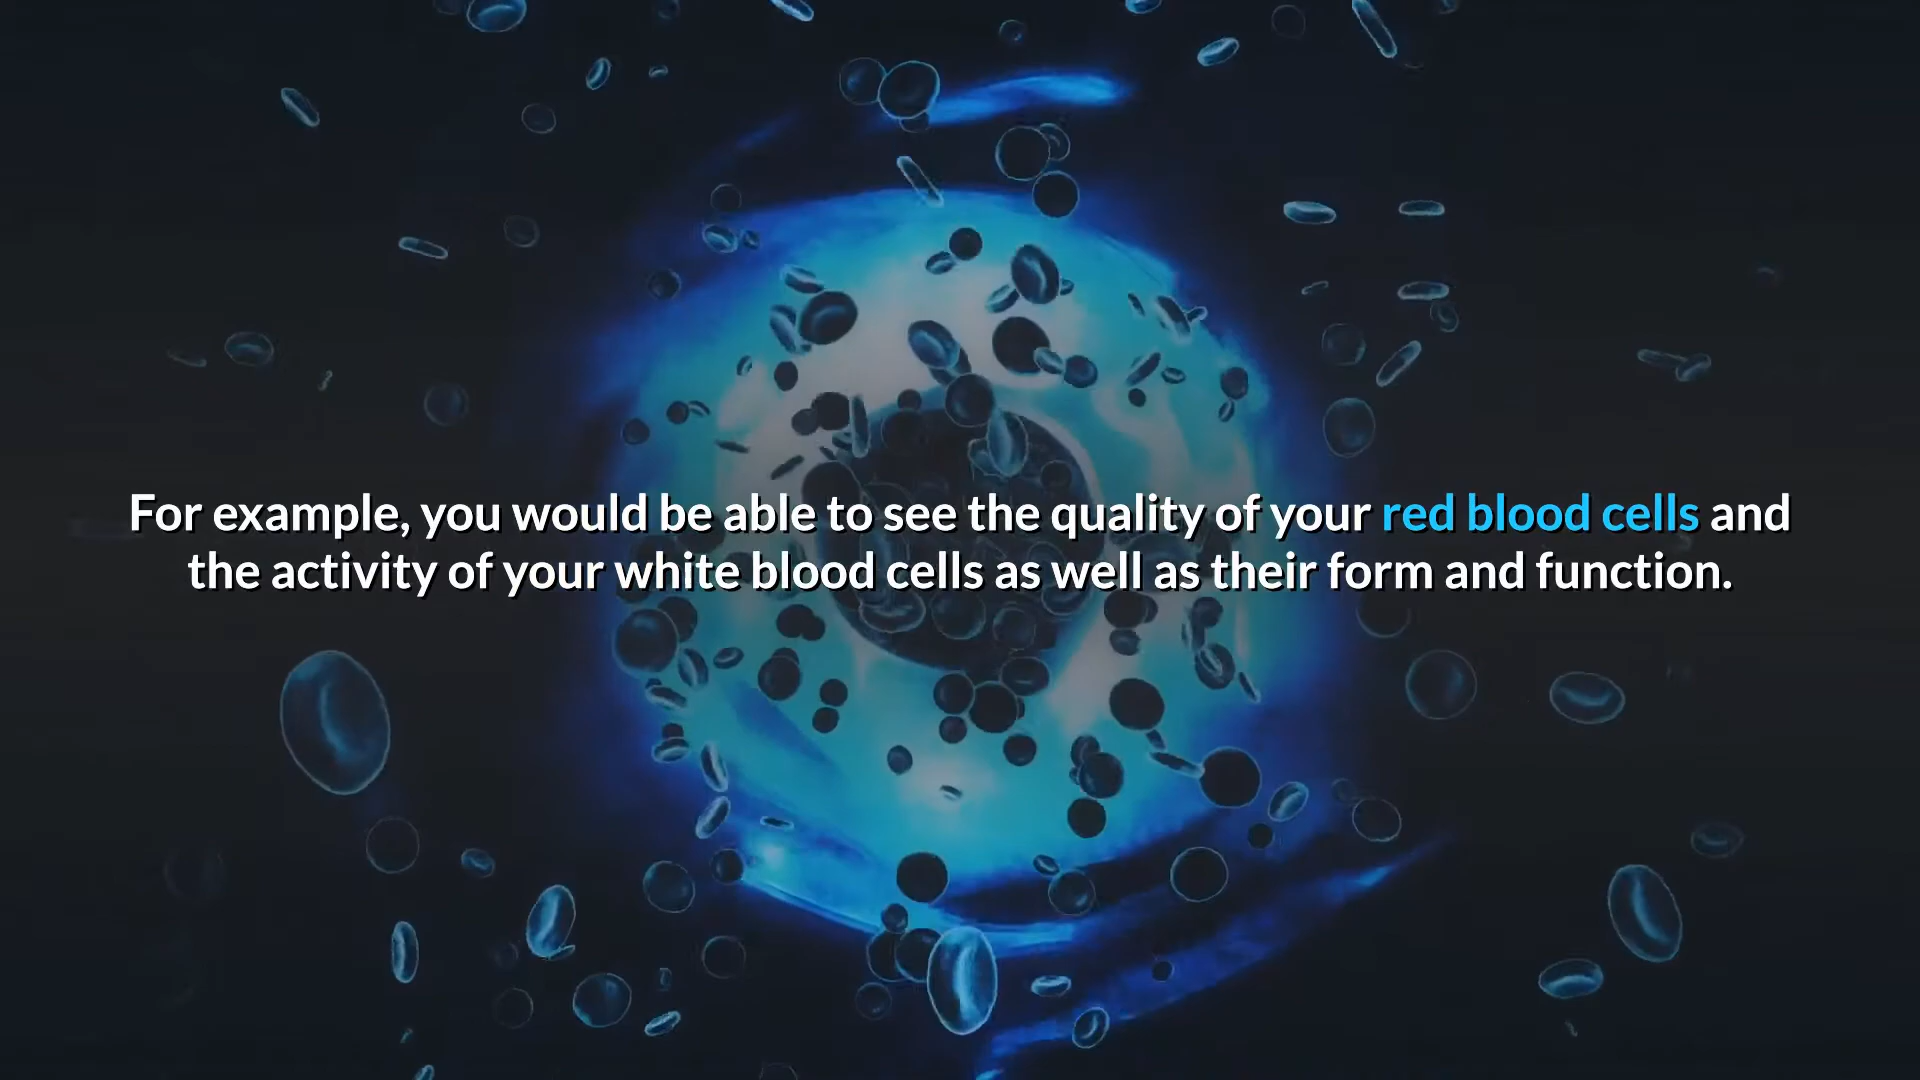 For example, you would be able to see the quality of your red blood cells and
the activity of your white blood cells as well as their form and function.